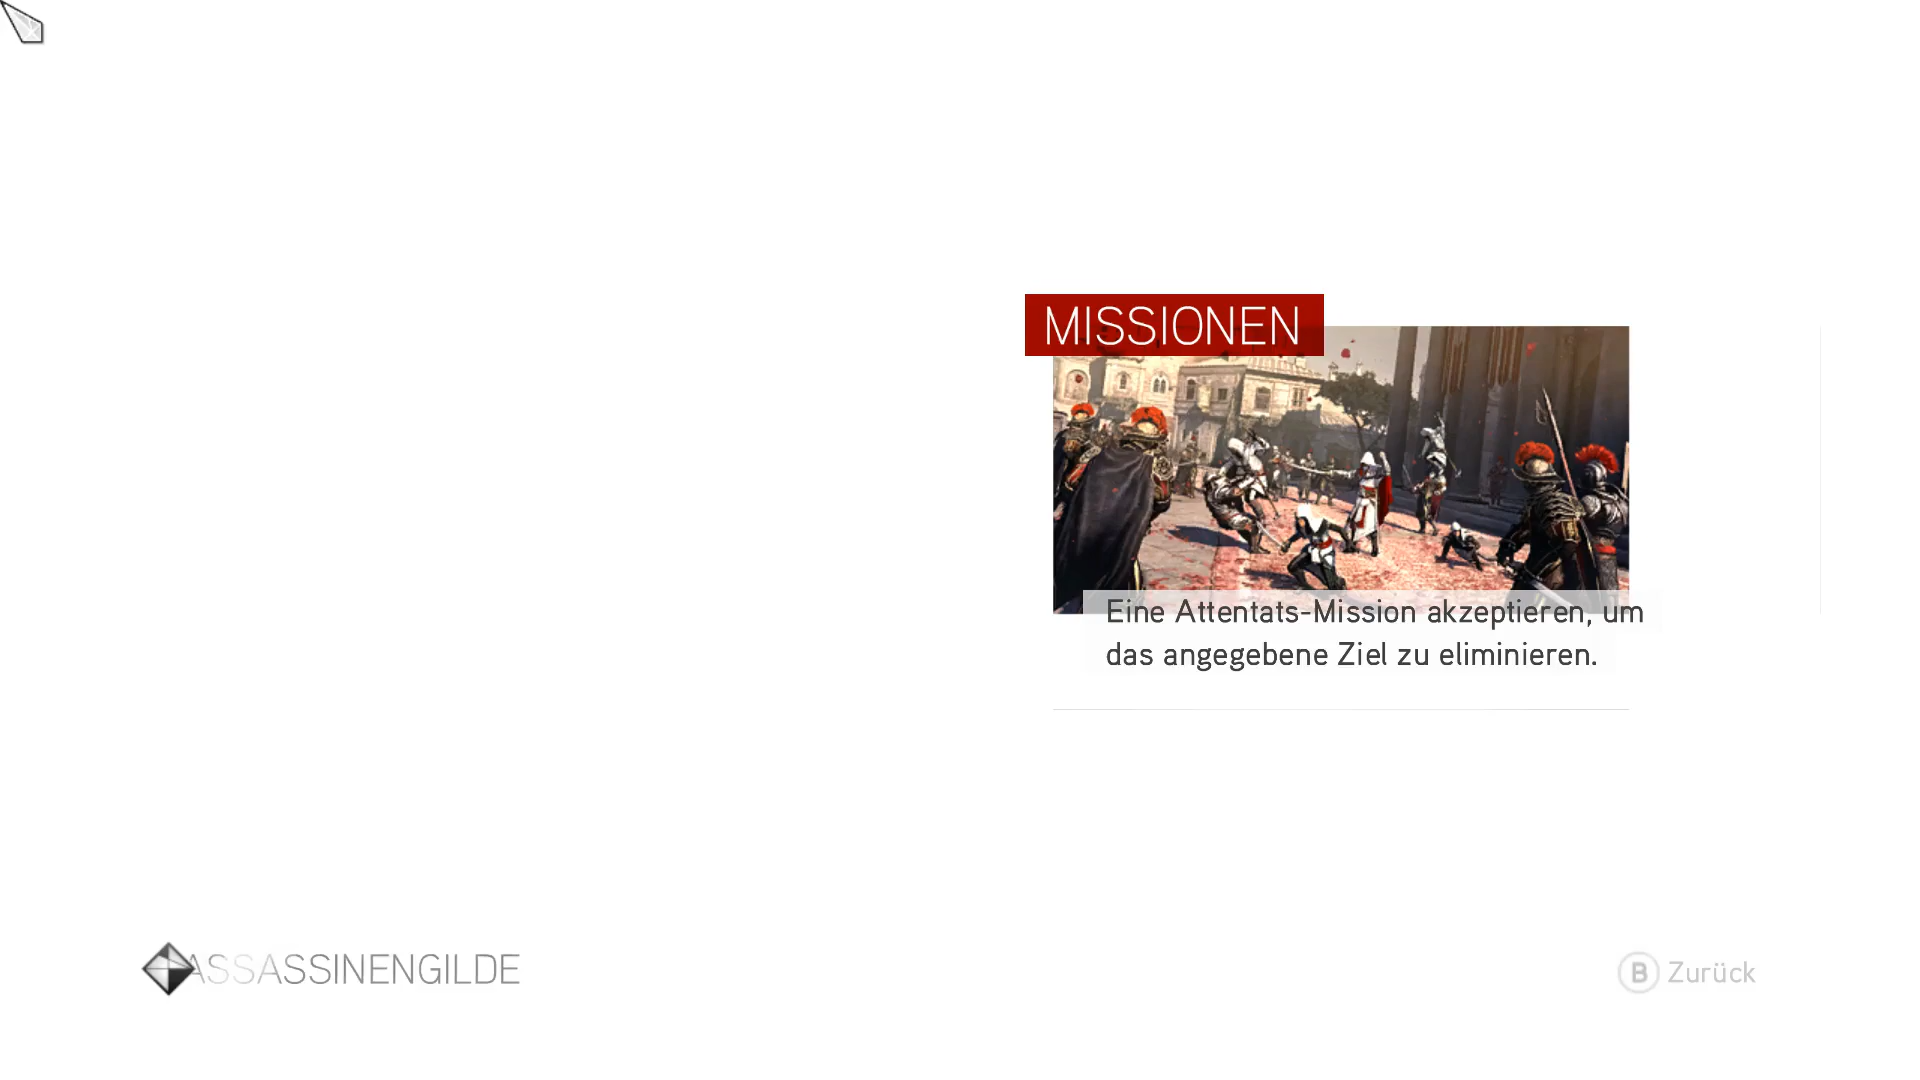 MISSIONEN
Eine Attentats-Mission akzeptieren, um
das angegebene Ziel zu eliminieren.
ASSASSINENGILDE
B Zurück